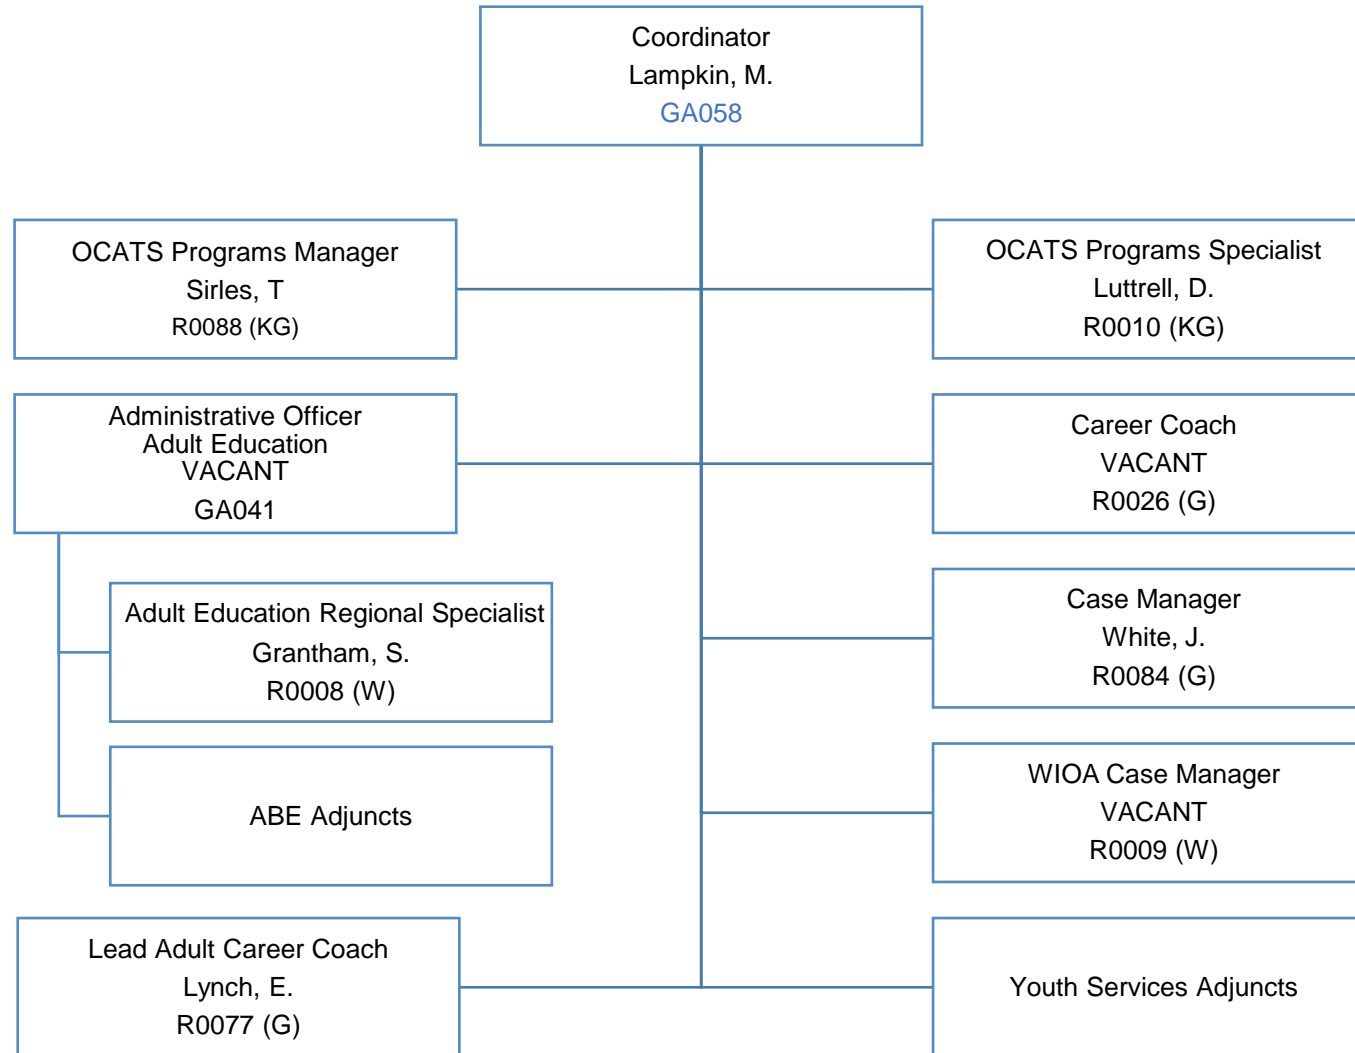 Coordinator
Lampkin, M.
GA058
OCATS Programs Manager
Sirles, T
R0088 (KG)
OCATS Programs Specialist
Luttrell, D.
R0010 (KG)
Administrative Officer
Adult Education
VACANT
GA041
Career Coach
VACANT
R0026 (G)
Adult Education Regional Specialist
Grantham, S.
R0008 (W)
Case Manager
White, J.
R0084 (G)
ABE Adjuncts
WIOA Case Manager
VACANT
R0009 (W)
Lead Adult Career Coach
Lynch, E.
R0077 (G)
Youth Services Adjuncts